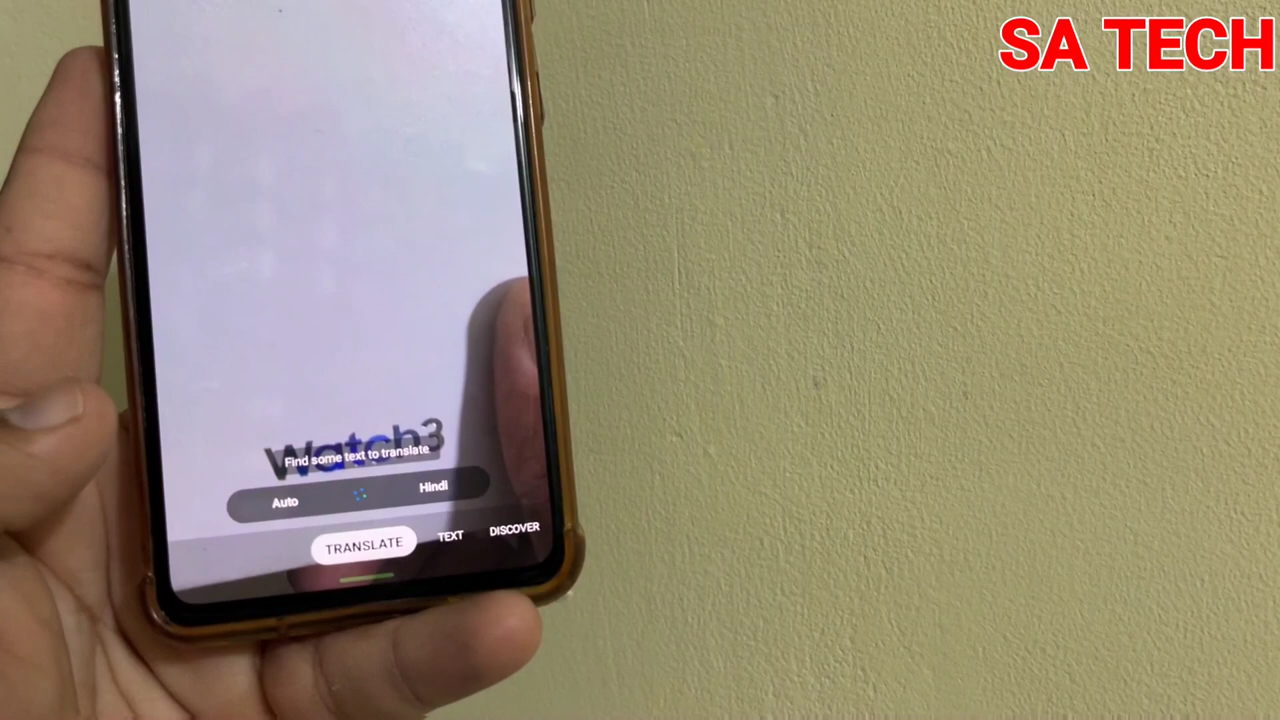 SA TECH
Watch3
Find some text to translate
Auto Hindi
TRANSLATE TEXT DISCOVER